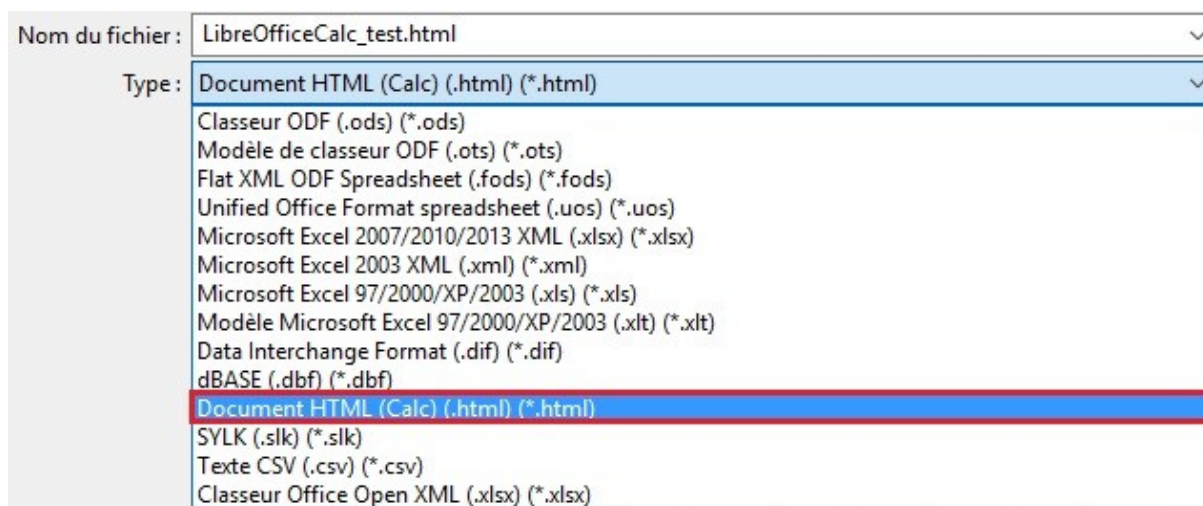 Nom du fichier : LibreOfficeCalc_test.html
Type : Document HTML (Calc) (.html) (*.html)
Classeur ODF (.ods) (*.ods)
Modèle de classeur ODF (.ots) (*.ots)
Flat XML ODF Spreadsheet (.fods) (*.fods)
Unified Office Format spreadsheet (.uos) (*.uos)
Microsoft Excel 2007/2010/2013 XML (.xlsx) (*.xlsx)
Microsoft Excel 2003 XML (.xml) (*.xml)
Microsoft Excel 97/2000/XP/2003 (.xls) (*.xls)
Modèle Microsoft Excel 97/2000/XP/2003 (.xlt) (*.xlt)
Data Interchange Format (.dif) (*.dif)
dBASE (.dbf) (*.dbf)
Document HTML (Calc) (.html) (*.html)
SYLK (.slk) (*.slk)
Texte CSV (.csv) (*.csv)
Classeur Office Open XML (.xlsx) (*.xlsx)